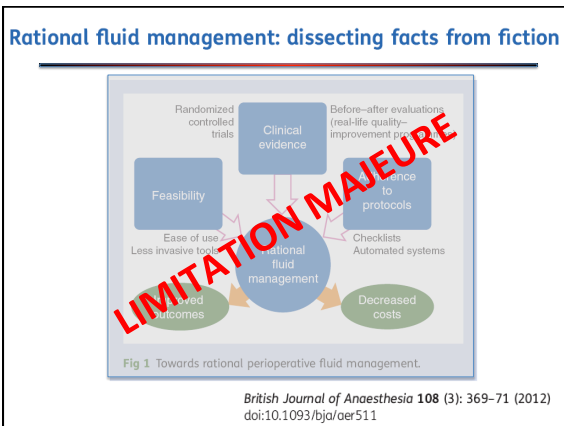 Rational fluid management: dissecting facts from fiction
Randomized
controlled
trials
Clinical
evidence
Before–after evaluations
(real-life quality–
improvement programmes)
Feasibility
Adherence
to
protocols
Ease of use
Less invasive tools
Checklists
Automated systems
Rational
fluid
management
Improved
outcomes
Decreased
costs
LIMITATION MAJEURE
Fig 1 Towards rational perioperative fluid management.
British Journal of Anaesthesia 108 (3): 369–71 (2012)
doi:10.1093/bja/aer511